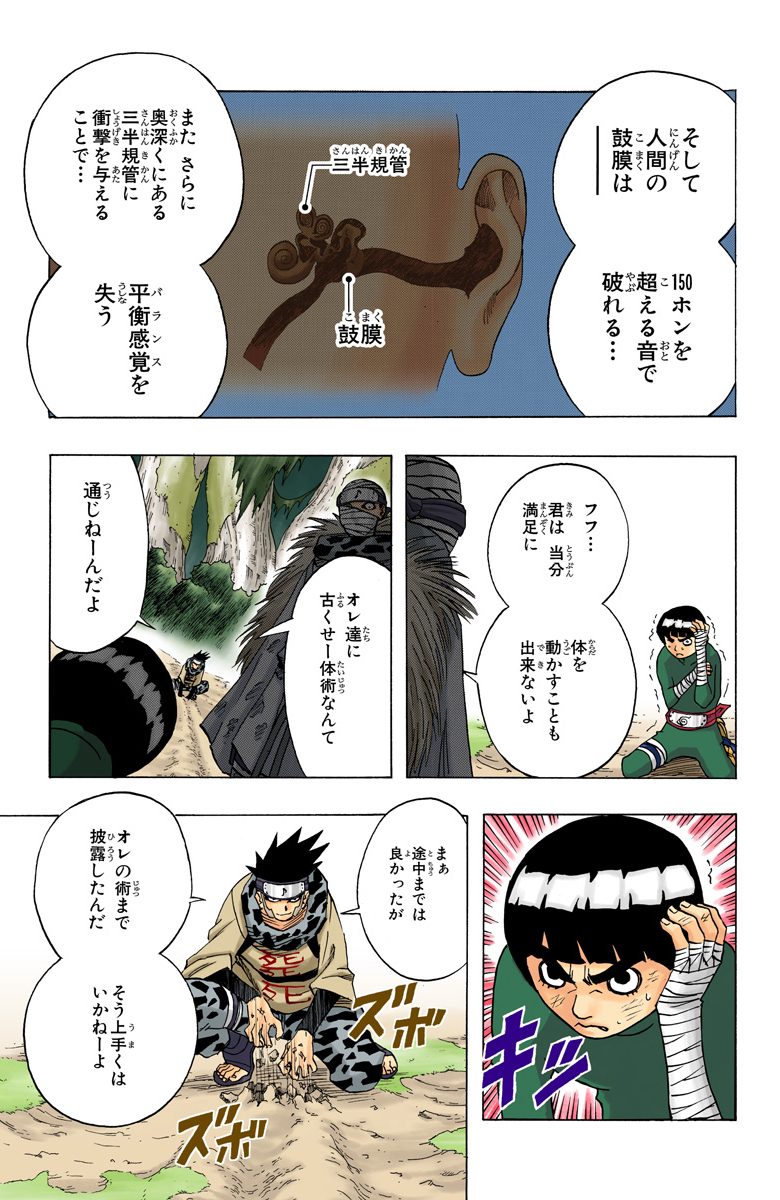 そして
人間の
鼓膜は
――
150ホンを
超える音で
破れる…
また さらに
奥深くにある
三半規管に
衝撃を与える
ことで…
平衡感覚を
失う
三半規管
鼓膜
フフ…
君は 当分
満足に
体を
動かすことも
出来ないよ
オレ達に
古くせー体術なんて
通じねーんだよ
キッ
まぁ
途中までは
良かったが
オレの術まで
披露したんだ
そう上手くは
いかねーよ
死死死
ズボ
ズボ